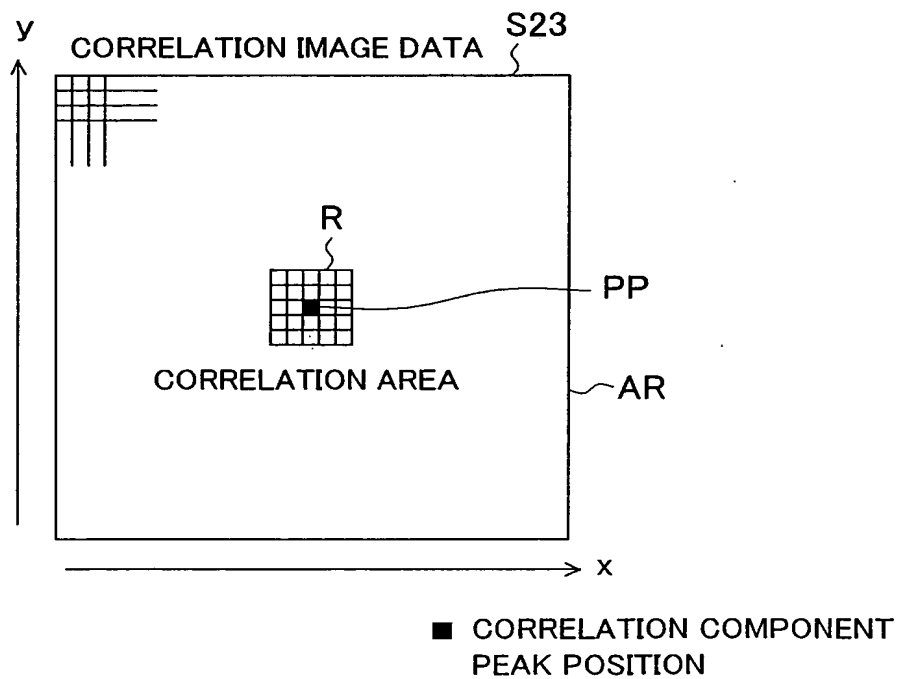 y
S23
CORRELATION IMAGE DATA
R
PP
CORRELATION AREA
AR
x
■ CORRELATION COMPONENT
PEAK POSITION